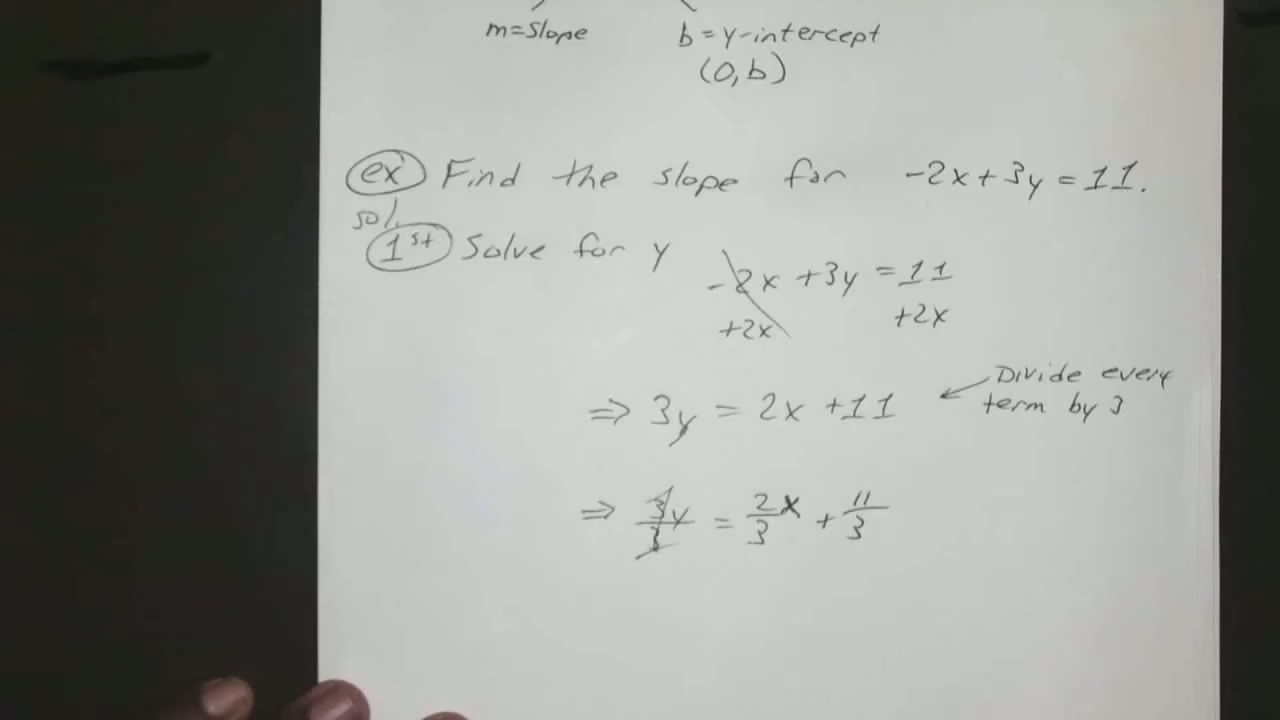 m=Slope b=y-intercept
(0,b)
ex Find the slope for -2x+3y=11.
sol.
1st Solve for y
-2x +3y =11
+2x +2x
Divide every
⇒ 3y = 2x +11 ← term by 3
⇒ 3y/3 = 2x/3 + 11/3